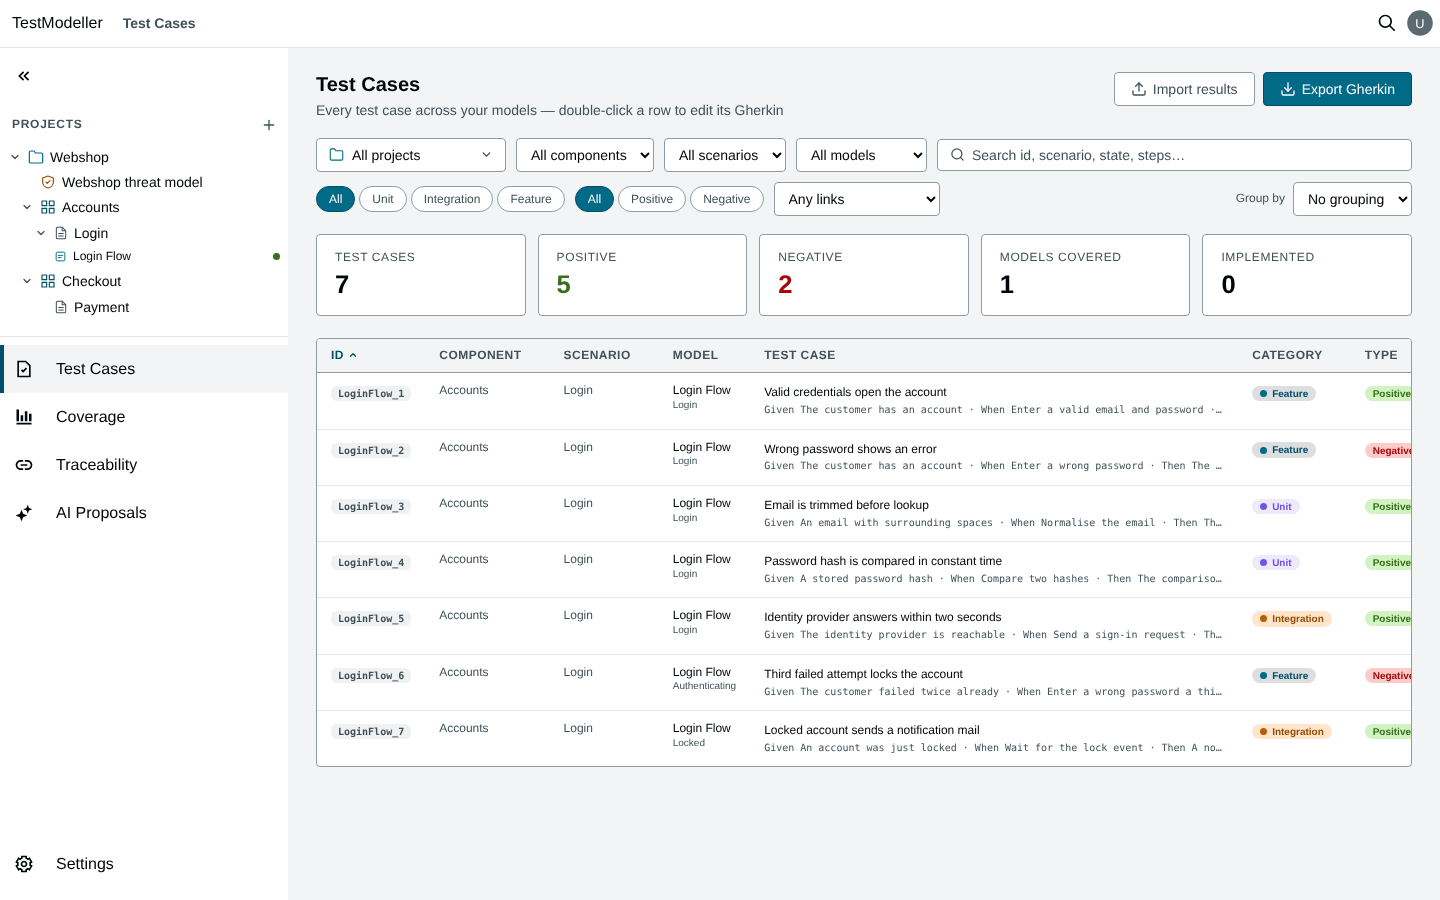 TestModeller
Test Cases
U
PROJECTS
Webshop
Webshop threat model
Accounts
Login
Login Flow
Checkout
Payment
Test Cases
Coverage
Traceability
AI Proposals
Settings
Test Cases
Every test case across your models — double-click a row to edit its Gherkin
Import results
Export Gherkin
All projects
All components
All scenarios
All models
Search id, scenario, state, steps…
All
Unit
Integration
Feature
All
Positive
Negative
Any links
Group by
No grouping
TEST CASES
7
POSITIVE
5
NEGATIVE
2
MODELS COVERED
1
IMPLEMENTED
0
ID COMPONENT SCENARIO MODEL TEST CASE CATEGORY TYPE
LoginFlow_1 Accounts Login Login Flow Valid credentials open the account Feature Positive
Login Given The customer has an account · When Enter a valid email and password ·…
LoginFlow_2 Accounts Login Login Flow Wrong password shows an error Feature Negative
Login Given The customer has an account · When Enter a wrong password · Then The …
LoginFlow_3 Accounts Login Login Flow Email is trimmed before lookup Unit Positive
Login Given An email with surrounding spaces · When Normalise the email · Then Th…
LoginFlow_4 Accounts Login Login Flow Password hash is compared in constant time Unit Positive
Login Given A stored password hash · When Compare two hashes · Then The compariso…
LoginFlow_5 Accounts Login Login Flow Identity provider answers within two seconds Integration Positive
Login Given The identity provider is reachable · When Send a sign-in request · Th…
LoginFlow_6 Accounts Login Login Flow Third failed attempt locks the account Feature Negative
Authenticating Given The customer failed twice already · When Enter a wrong password a thi…
LoginFlow_7 Accounts Login Login Flow Locked account sends a notification mail Integration Positive
Locked Given An account was just locked · When Wait for the lock event · Then A no…